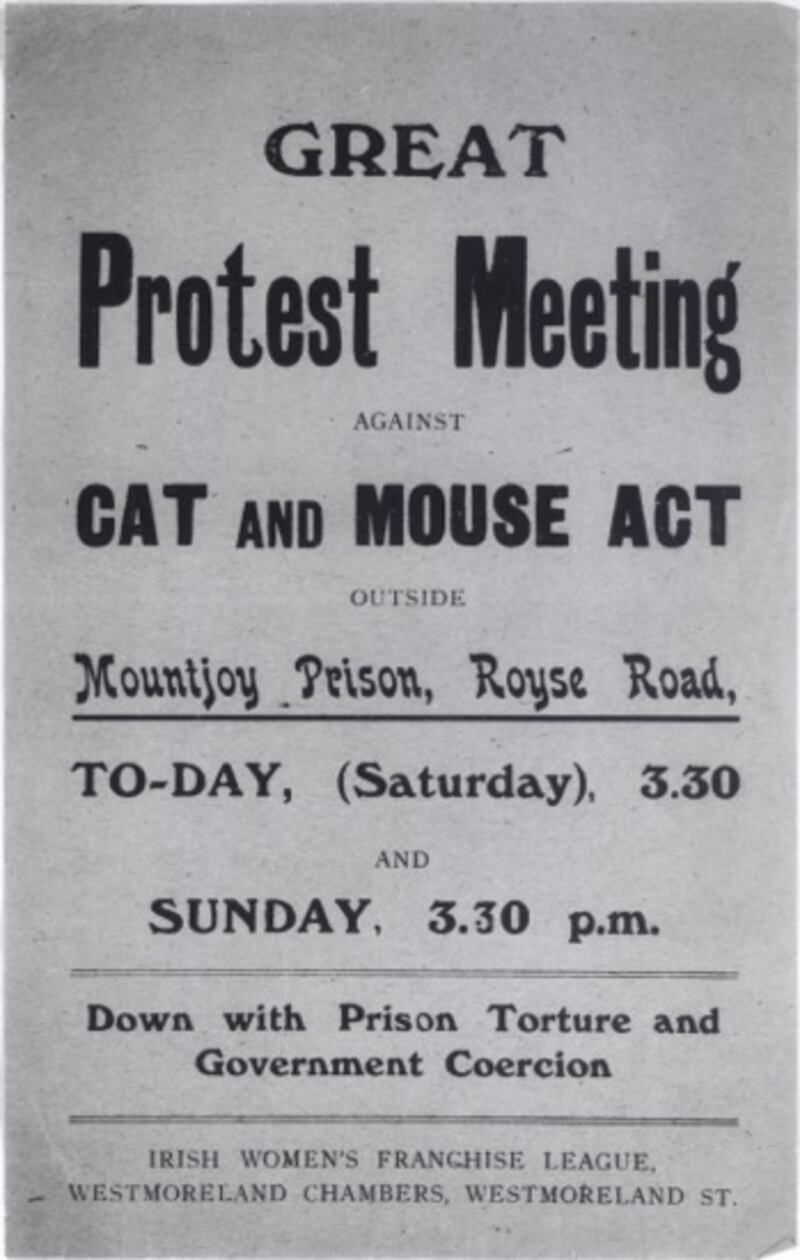 GREAT
Protest Meeting
AGAINST
CAT AND MOUSE ACT
OUTSIDE
Mountjoy Prison, Royse Road,
TO-DAY, (Saturday), 3.30
AND
SUNDAY, 3.30 p.m.
Down with Prison Torture and
Government Coercion
IRISH WOMEN'S FRANCHISE LEAGUE,
WESTMORELAND CHAMBERS, WESTMORELAND ST.